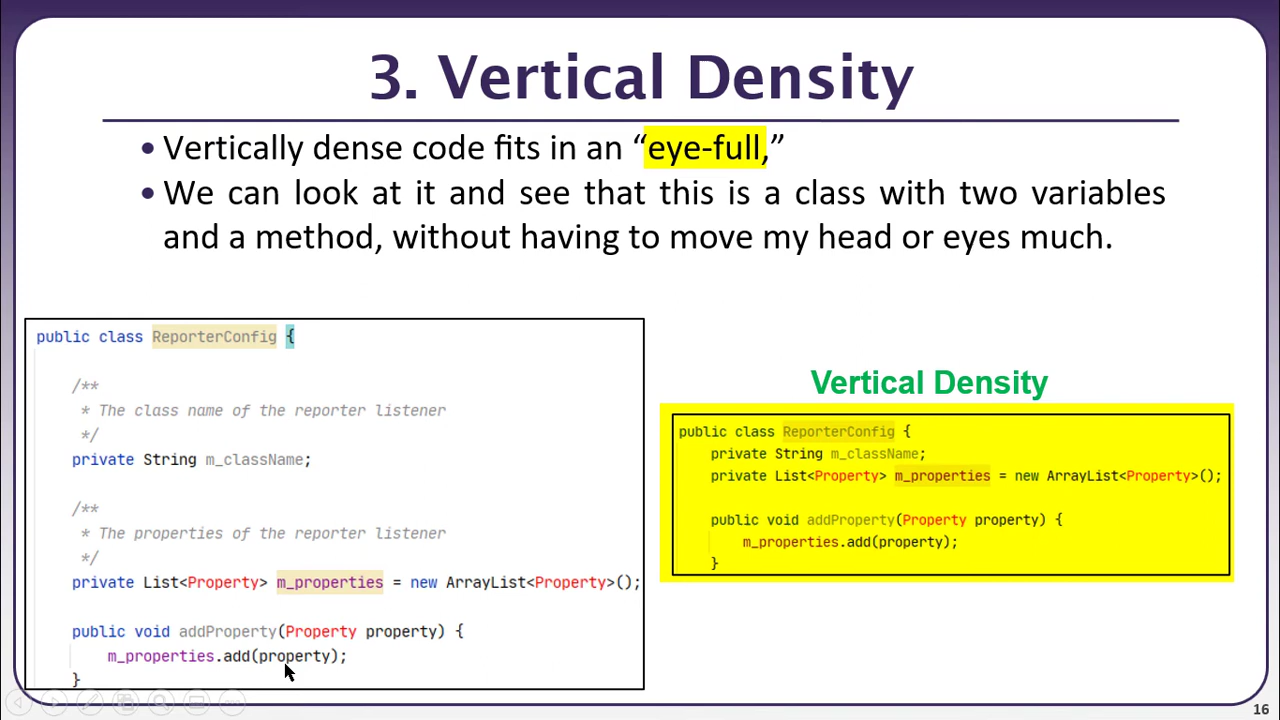 3. Vertical Density
• Vertically dense code fits in an “eye-full,”
• We can look at it and see that this is a class with two variables
and a method, without having to move my head or eyes much.
public class ReporterConfig {
/**
* The class name of the reporter listener
*/
private String m_className;
/**
* The properties of the reporter listener
*/
private List<Property> m_properties = new ArrayList<Property>();
public void addProperty(Property property) {
m_properties.add(property);
}
Vertical Density
public class ReporterConfig {
private String m_className;
private List<Property> m_properties = new ArrayList<Property>();
public void addProperty(Property property) {
m_properties.add(property);
}
16